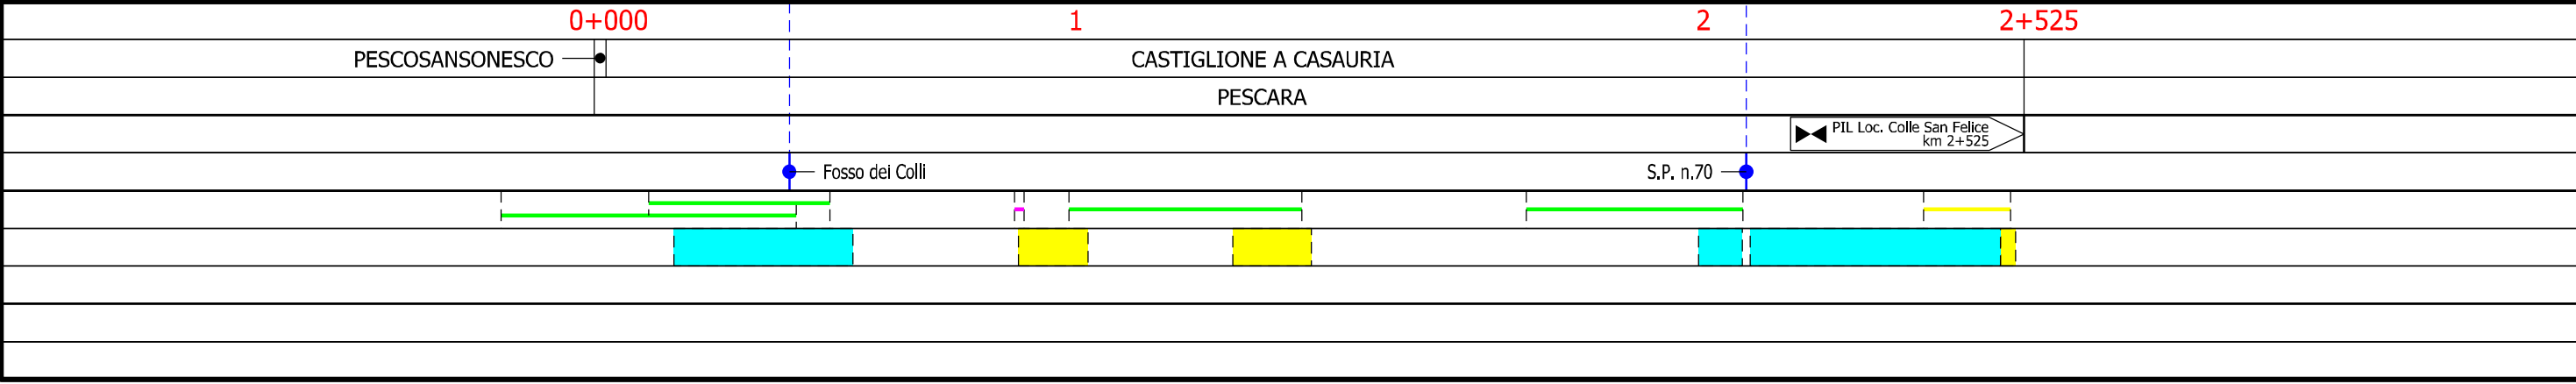 0+000 1 2 2+525
PESCOSANSONESCO CASTIGLIONE A CASAURIA
PESCARA
PIL Loc. Colle San Felice
km 2+525
Fosso dei Colli S.P. n.70